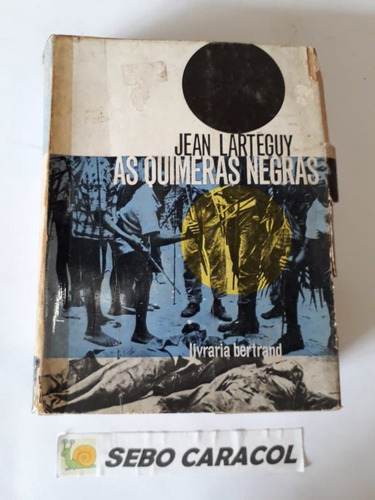 JEAN LARTEGUY
AS QUIMERAS NEGRAS
livraria bertrand
SEBO CARACOL